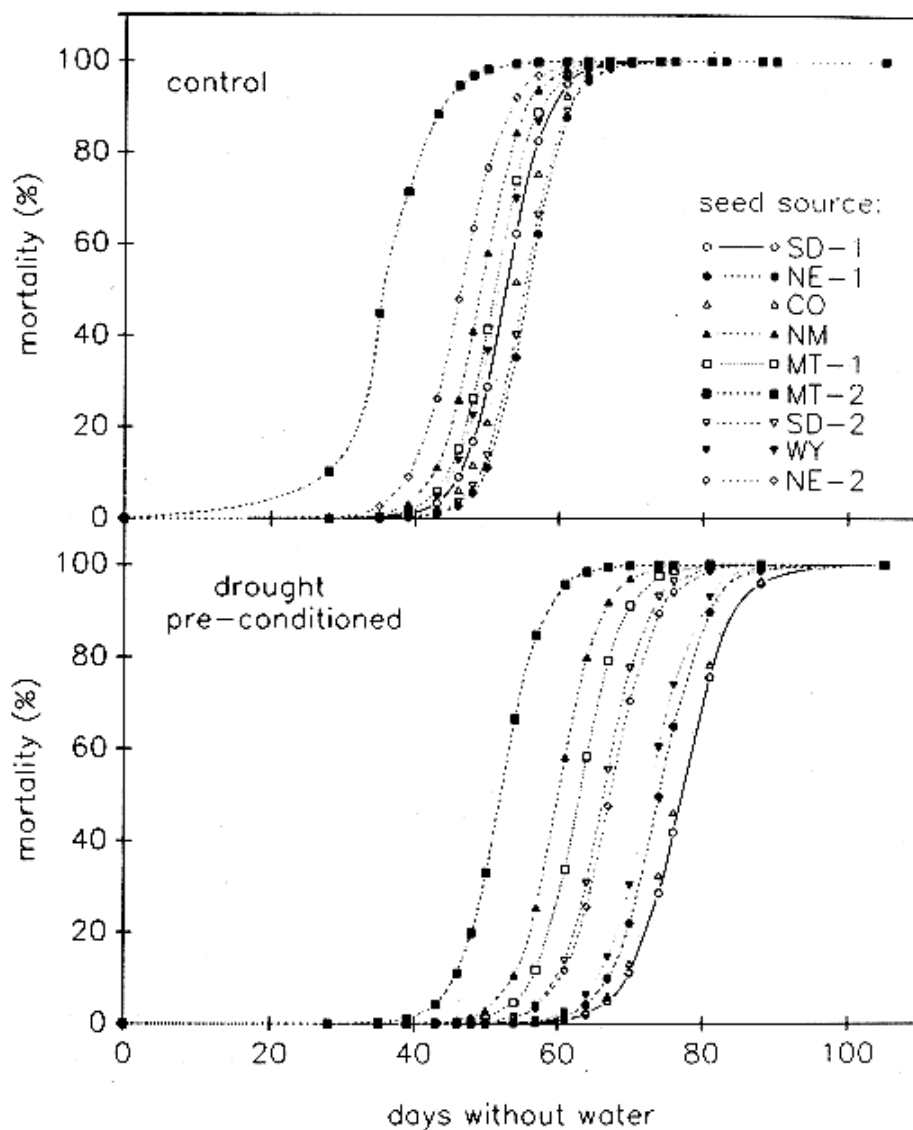 100
80
60
40
20
0
mortality (%)
control
seed source:
SD-1
NE-1
CO
NM
MT-1
MT-2
SD-2
WY
NE-2
100
80
60
40
20
0
mortality (%)
drought
pre-conditioned
0 20 40 60 80 100
days without water